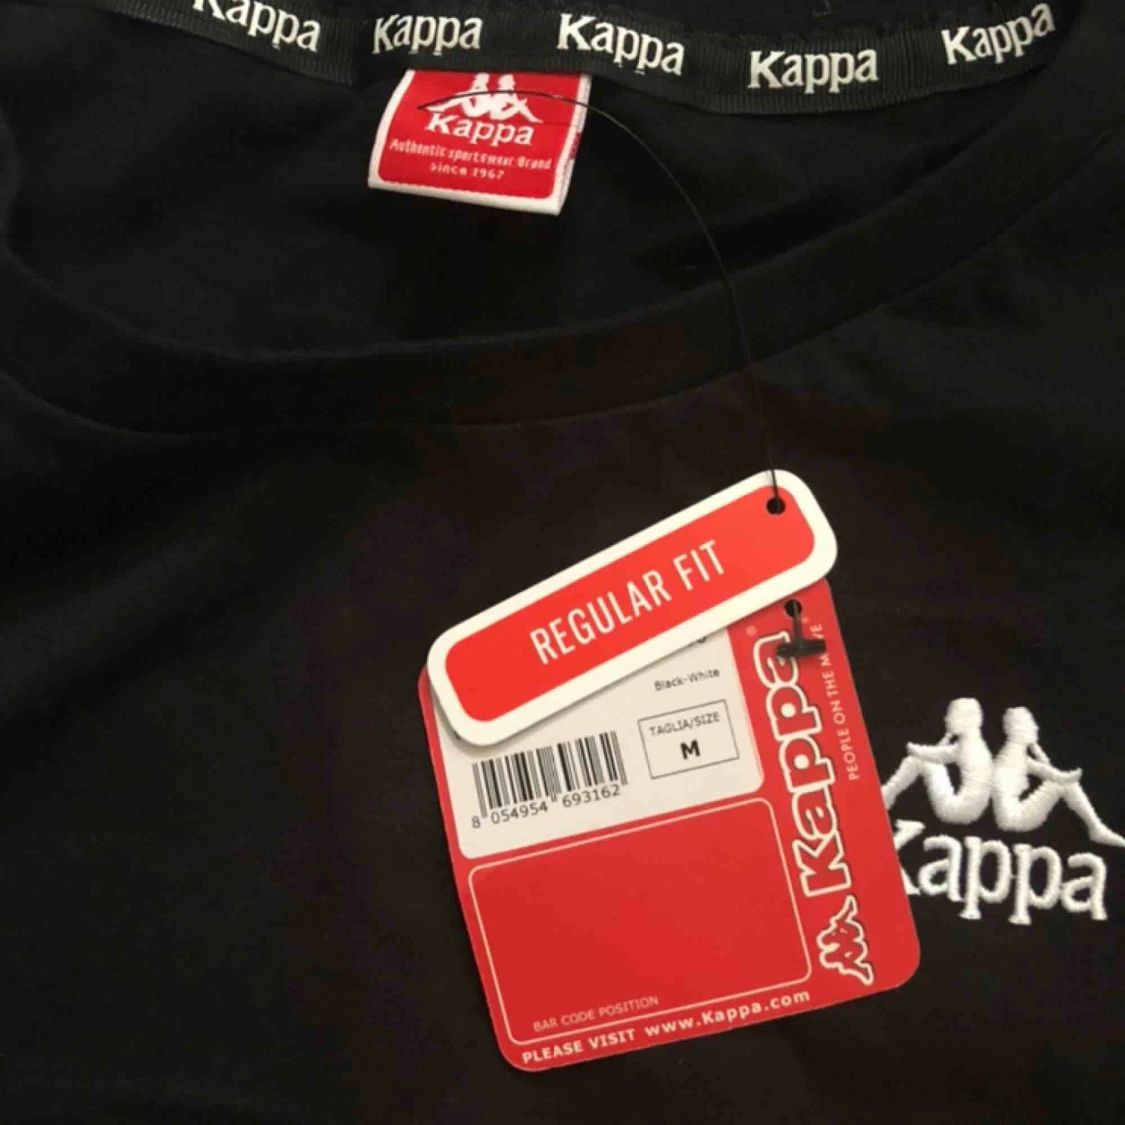 Kappa Kappa Kappa Kappa Kappa
Kappa
Authentic sportswear Brand
since 1967
REGULAR FIT
Black-White
TAGLIA/SIZE
M
8 054954 693162
Kappa
PEOPLE ON THE MOVE
Kappa
BAR CODE POSITION
PLEASE VISIT www.Kappa.com